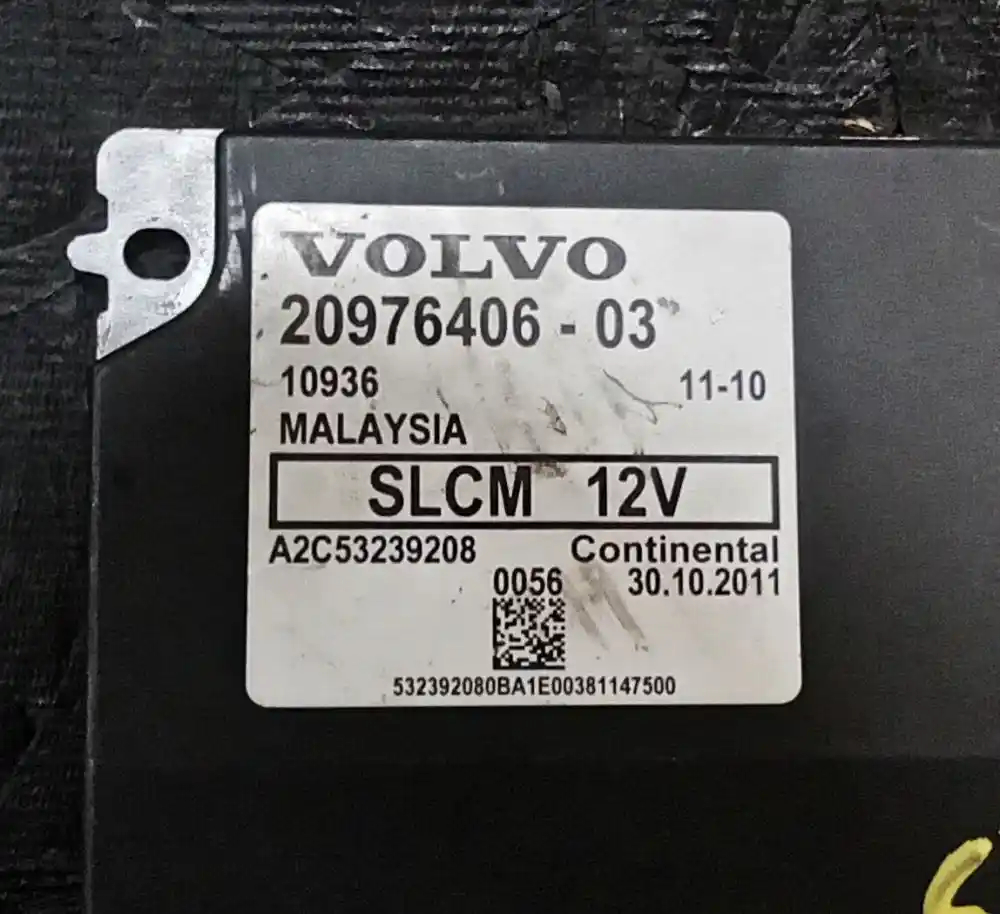 VOLVO
20976406 - 03
10936 11-10
MALAYSIA
SLCM 12V
A2C53239208 Continental
0056 30.10.2011
532392080BA1E00381147500